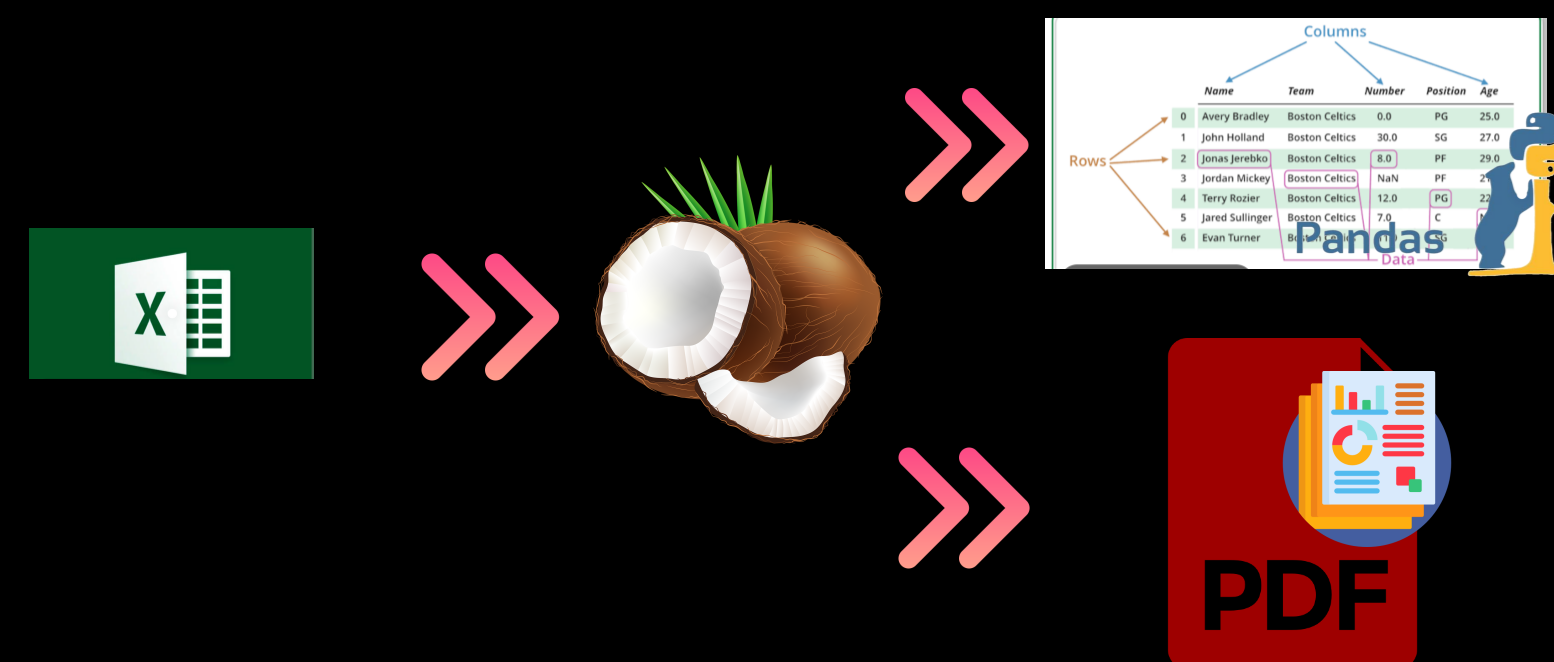 X
Columns
Name Team Number Position Age
0 Avery Bradley Boston Celtics 0.0 PG 25.0
1 John Holland Boston Celtics 30.0 SG 27.0
Rows 2 Jonas Jerebko Boston Celtics 8.0 PF 29.0
3 Jordan Mickey Boston Celtics NaN PF
4 Terry Rozier Boston Celtics 12.0 PG
5 Jared Sullinger Boston Celtics 7.0 C
6 Evan Turner
Pandas
Data
PDF